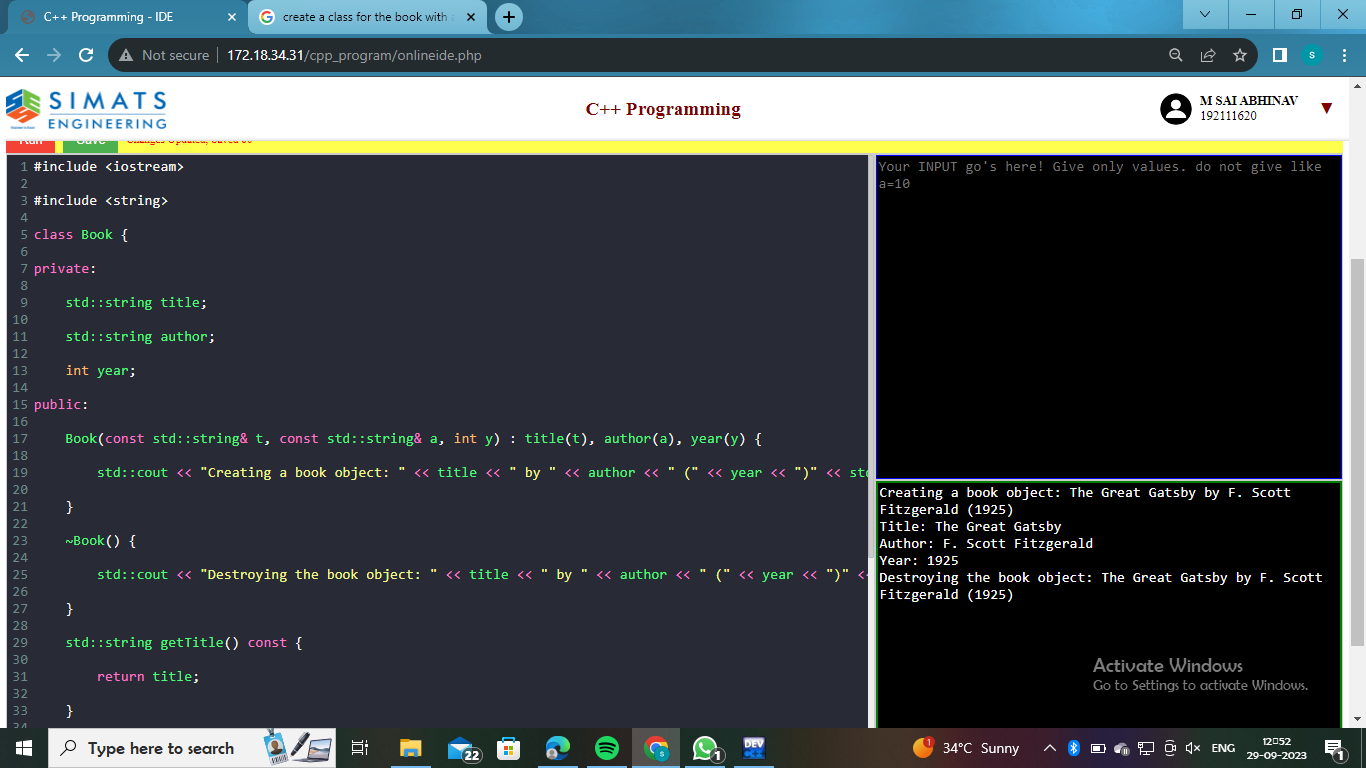 C++ Programming - IDE
create a class for the book with a
Not secure
172.18.34.31/cpp_program/onlineide.php
S
SIMATS
ENGINEERING
C++ Programming
M SAI ABHINAV
192111620
Run
Save
Changes Updated, Saved
1 #include <iostream>
2
3 #include <string>
4
5 class Book {
6
7 private:
8
9 std::string title;
10
11 std::string author;
12
13 int year;
14
15 public:
16
17 Book(const std::string& t, const std::string& a, int y) : title(t), author(a), year(y) {
18
19 std::cout << "Creating a book object: " << title << " by " << author << " (" << year << ")" << std
20
21 }
22
23 ~Book() {
24
25 std::cout << "Destroying the book object: " << title << " by " << author << " (" << year << ")" <<
26
27 }
28
29 std::string getTitle() const {
30
31 return title;
32
33 }
34
Your INPUT go's here! Give only values. do not give like
a=10
Creating a book object: The Great Gatsby by F. Scott
Fitzgerald (1925)
Title: The Great Gatsby
Author: F. Scott Fitzgerald
Year: 1925
Destroying the book object: The Great Gatsby by F. Scott
Fitzgerald (1925)
Activate Windows
Go to Settings to activate Windows.
Type here to search
22
S
1
DEV
1
34°C Sunny
ENG
12:52
29-09-2023
1